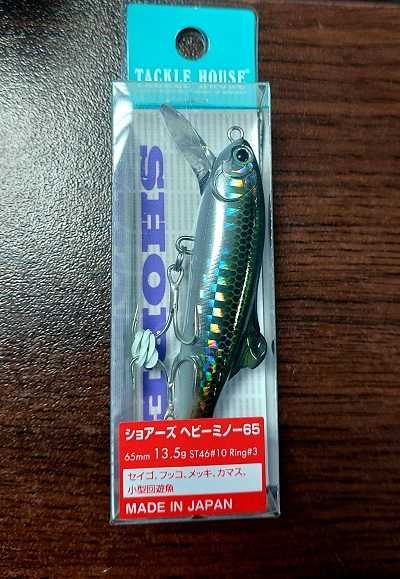 TACKLE HOUSE®
SHO
ショアーズ ヘビーミノー65
65mm 13.5g ST46#10 Ring#3
セイゴ、フッコ、メッキ、カマス、
小型回遊魚
MADE IN JAPAN